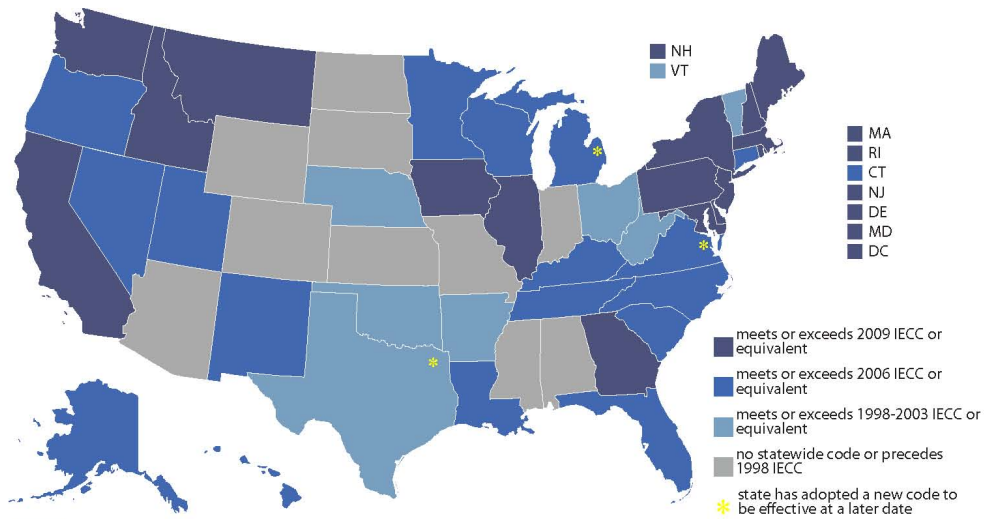 NH
VT
MA
RI
CT
NJ
DE
MD
DC
meets or exceeds 2009 IECC or
equivalent
meets or exceeds 2006 IECC or
equivalent
meets or exceeds 1998-2003 IECC or
equivalent
no statewide code or precedes
1998 IECC
* state has adopted a new code to
be effective at a later date